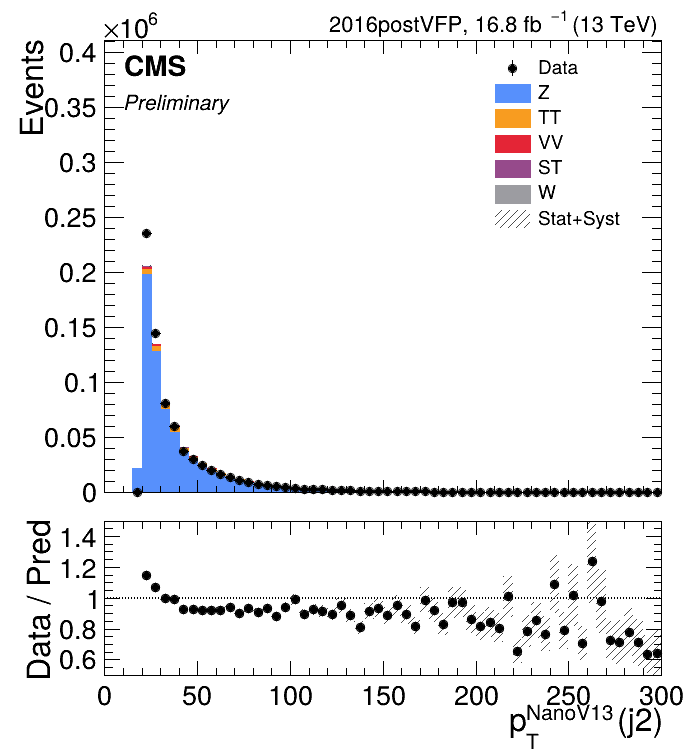 ×10⁶
2016postVFP, 16.8 fb⁻¹ (13 TeV)
Events
0.4
0.35
0.3
0.25
0.2
0.15
0.1
0.05
0
CMS
Preliminary
Data
Z
TT
VV
ST
W
Stat+Syst
Data / Pred
1.4
1.2
1
0.8
0.6
0 50 100 150 200 250 300
p_T^NanoV13 (j2)